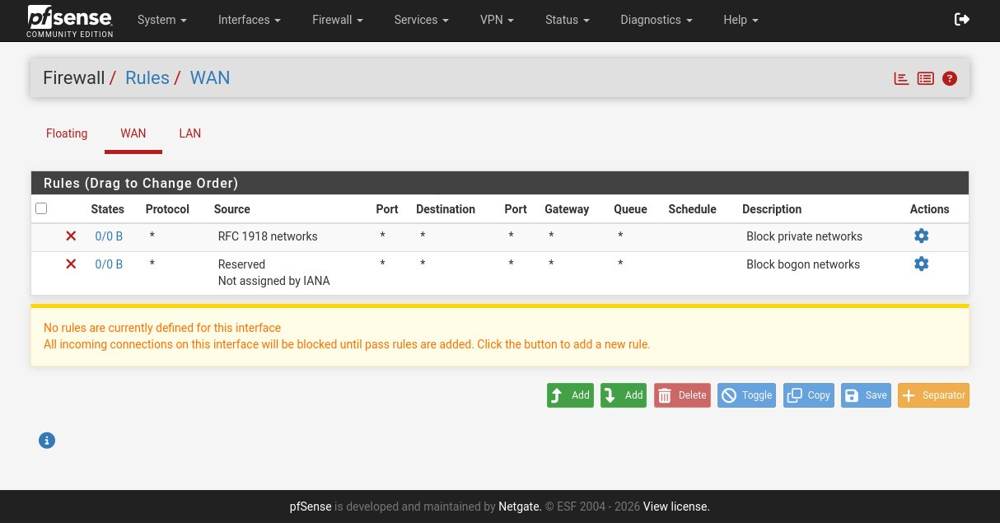 pfsense
COMMUNITY EDITION
System Interfaces Firewall Services VPN Status Diagnostics Help
Firewall / Rules / WAN
Floating WAN LAN
Rules (Drag to Change Order)
States Protocol Source Port Destination Port Gateway Queue Schedule Description Actions
0/0 B * RFC 1918 networks * * * * * Block private networks
0/0 B * Reserved * * * * * Block bogon networks
Not assigned by IANA
No rules are currently defined for this interface
All incoming connections on this interface will be blocked until pass rules are added. Click the button to add a new rule.
Add Add Delete Toggle Copy Save Separator
pfSense is developed and maintained by Netgate. © ESF 2004 - 2026 View license.